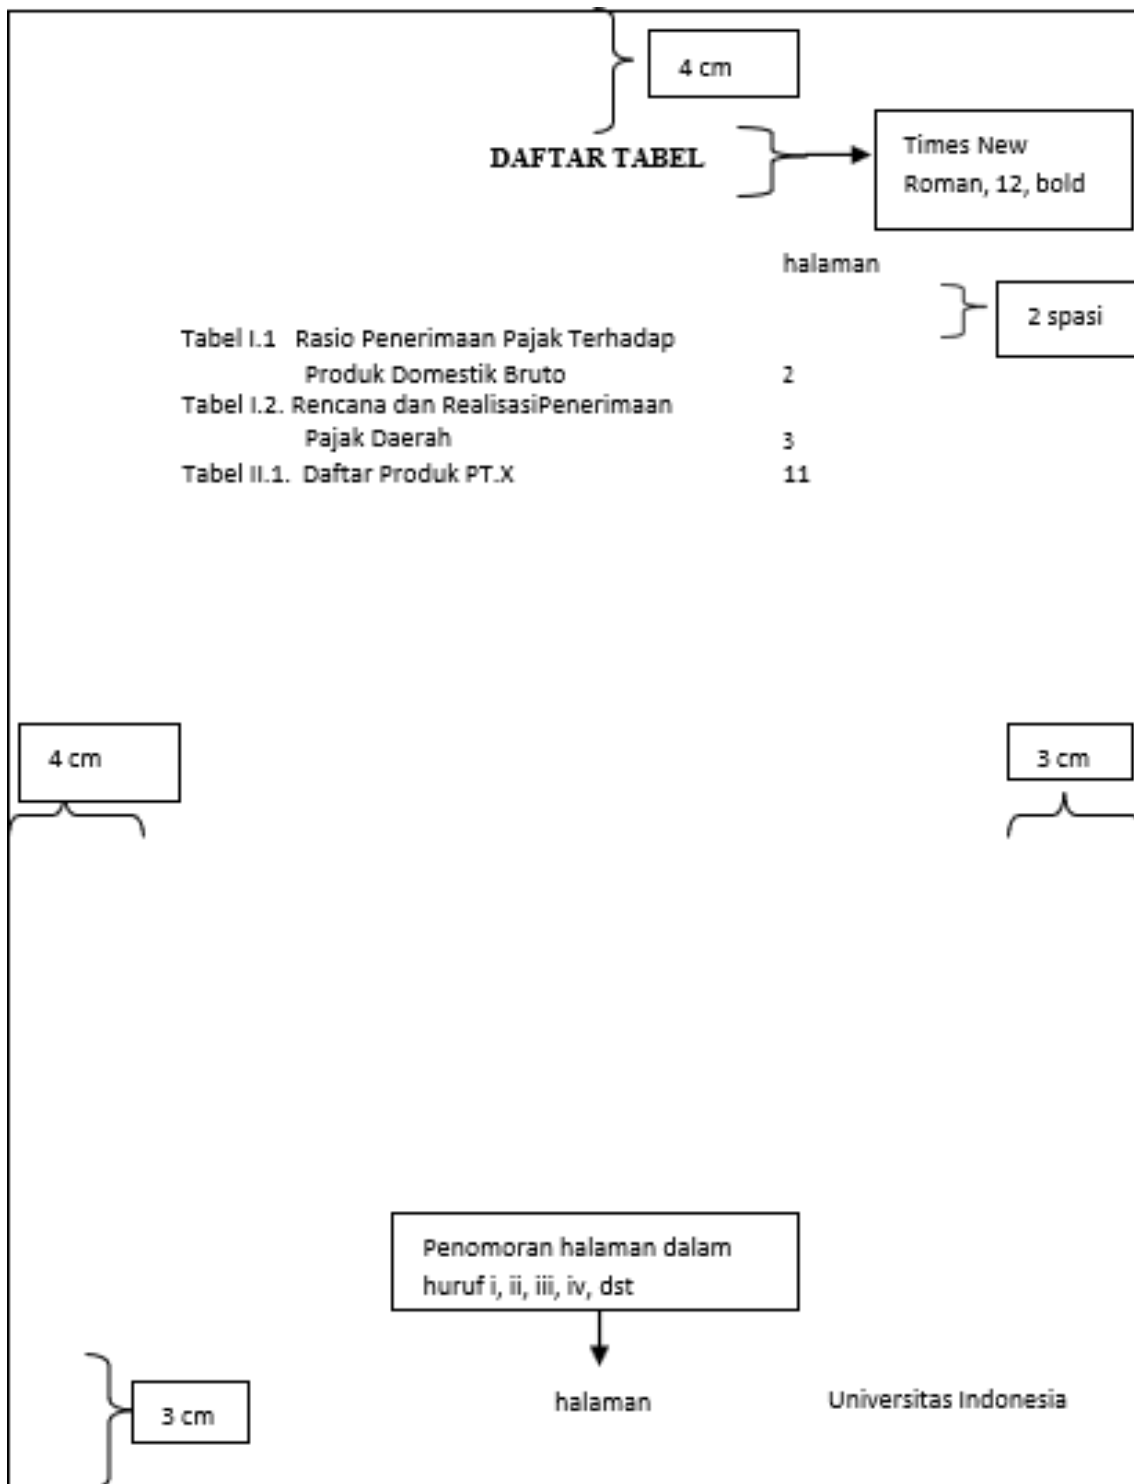 4 cm
DAFTAR TABEL
Times New
Roman, 12, bold
halaman
2 spasi
Tabel I.1 Rasio Penerimaan Pajak Terhadap
Produk Domestik Bruto 2
Tabel I.2. Rencana dan RealisasiPenerimaan
Pajak Daerah 3
Tabel II.1. Daftar Produk PT.X 11
4 cm
3 cm
Penomoran halaman dalam
huruf i, ii, iii, iv, dst
3 cm
halaman
Universitas Indonesia